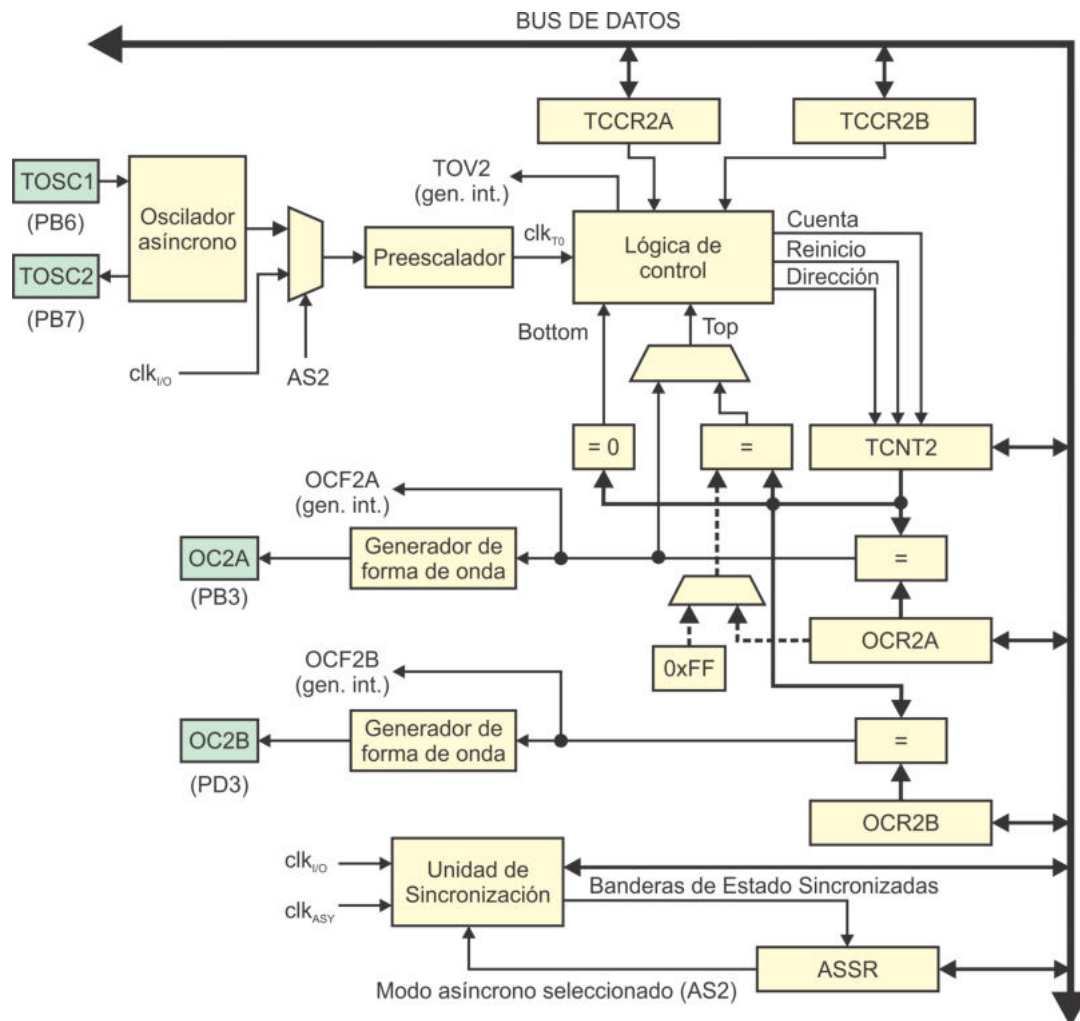 BUS DE DATOS
TCCR2A
TCCR2B
TOSC1
(PB6)
TOSC2
(PB7)
Oscilador
asíncrono
TOV2
(gen. int.)
Preescalador
clkT0
Lógica de
control
Cuenta
Reinicio
Dirección
clkI/O
AS2
Bottom
Top
= 0
=
TCNT2
OCF2A
(gen. int.)
OC2A
(PB3)
Generador de
forma de onda
=
OCR2A
0xFF
OCF2B
(gen. int.)
OC2B
(PD3)
Generador de
forma de onda
=
OCR2B
clkI/O
clkASY
Unidad de
Sincronización
Banderas de Estado Sincronizadas
ASSR
Modo asíncrono seleccionado (AS2)